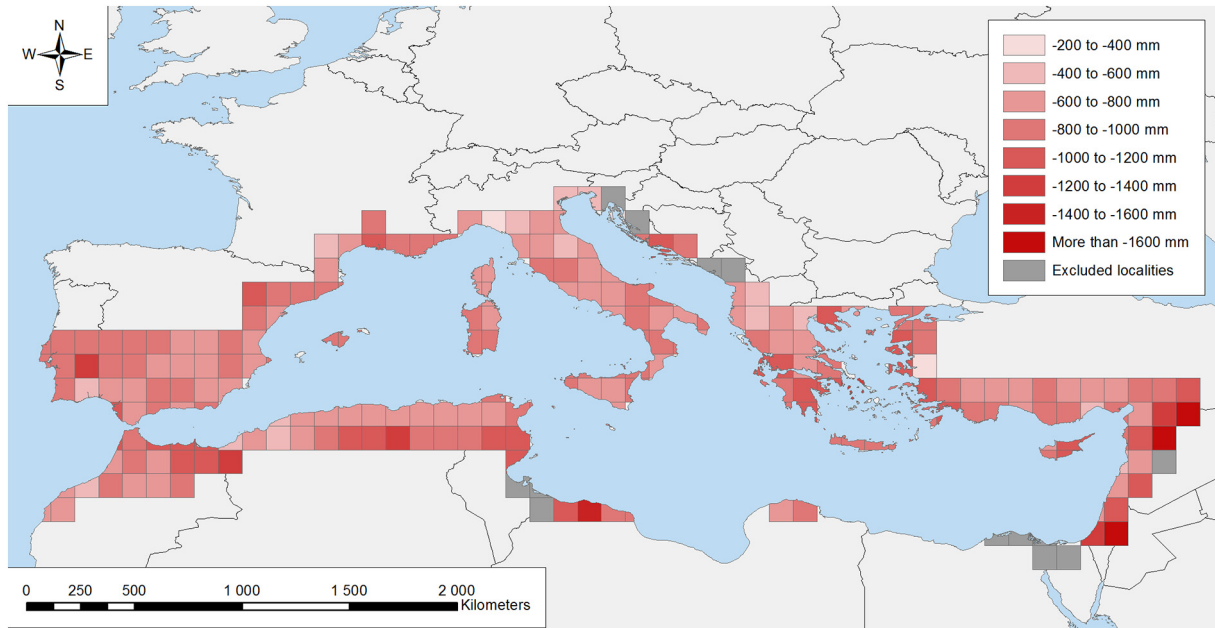 N
W E
S
-200 to -400 mm
-400 to -600 mm
-600 to -800 mm
-800 to -1000 mm
-1000 to -1200 mm
-1200 to -1400 mm
-1400 to -1600 mm
More than -1600 mm
Excluded localities
0 250 500 1 000 1 500 2 000
Kilometers